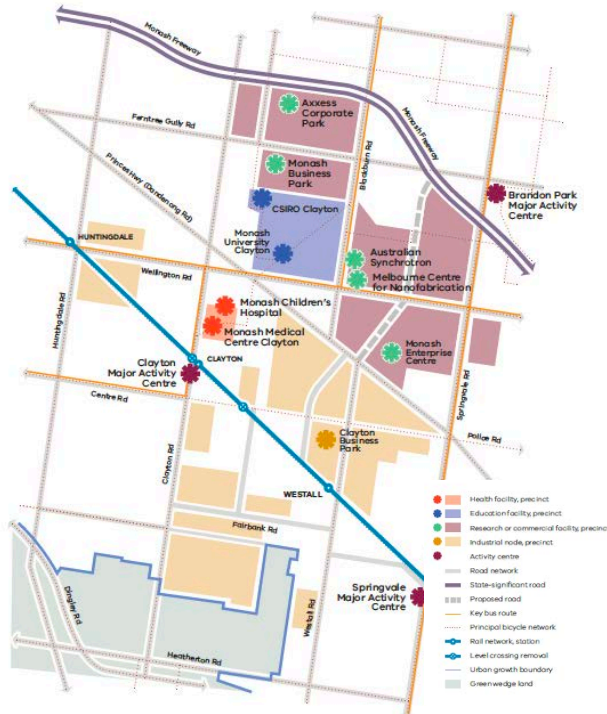 Monash Freeway
Axxess
Corporate
Park
Ferntree Gully Rd
Monash Freeway
Princes Hwy (Dandenong Rd)
Blackburn Rd
Monash
Business
Park
Brandon Park
Major Activity
Centre
CSIRO Clayton
Monash
University
Clayton
HUNTINGDALE
Australian
Synchrotron
Wellington Rd
Melbourne Centre
for Nanofabrication
Huntingdale Rd
Monash Children's
Hospital
Monash Medical
Centre Clayton
Monash
Enterprise
Centre
CLAYTON
Clayton
Major Activity
Centre
Springvale Rd
Centre Rd
Police Rd
Clayton Rd
Clayton
Business
Park
WESTALL
Fairbank Rd
Dingley Rd
Westall Rd
Springvale
Major Activity
Centre
Heatherton Rd
Health facility, precinct
Education facility, precinct
Research or commercial facility, precinc
Industrial node, precinct
Activity centre
Road network
State-significant road
Proposed road
Key bus route
Principal bicycle network
Rail network, station
Level crossing removal
Urban growth boundary
Green wedge land